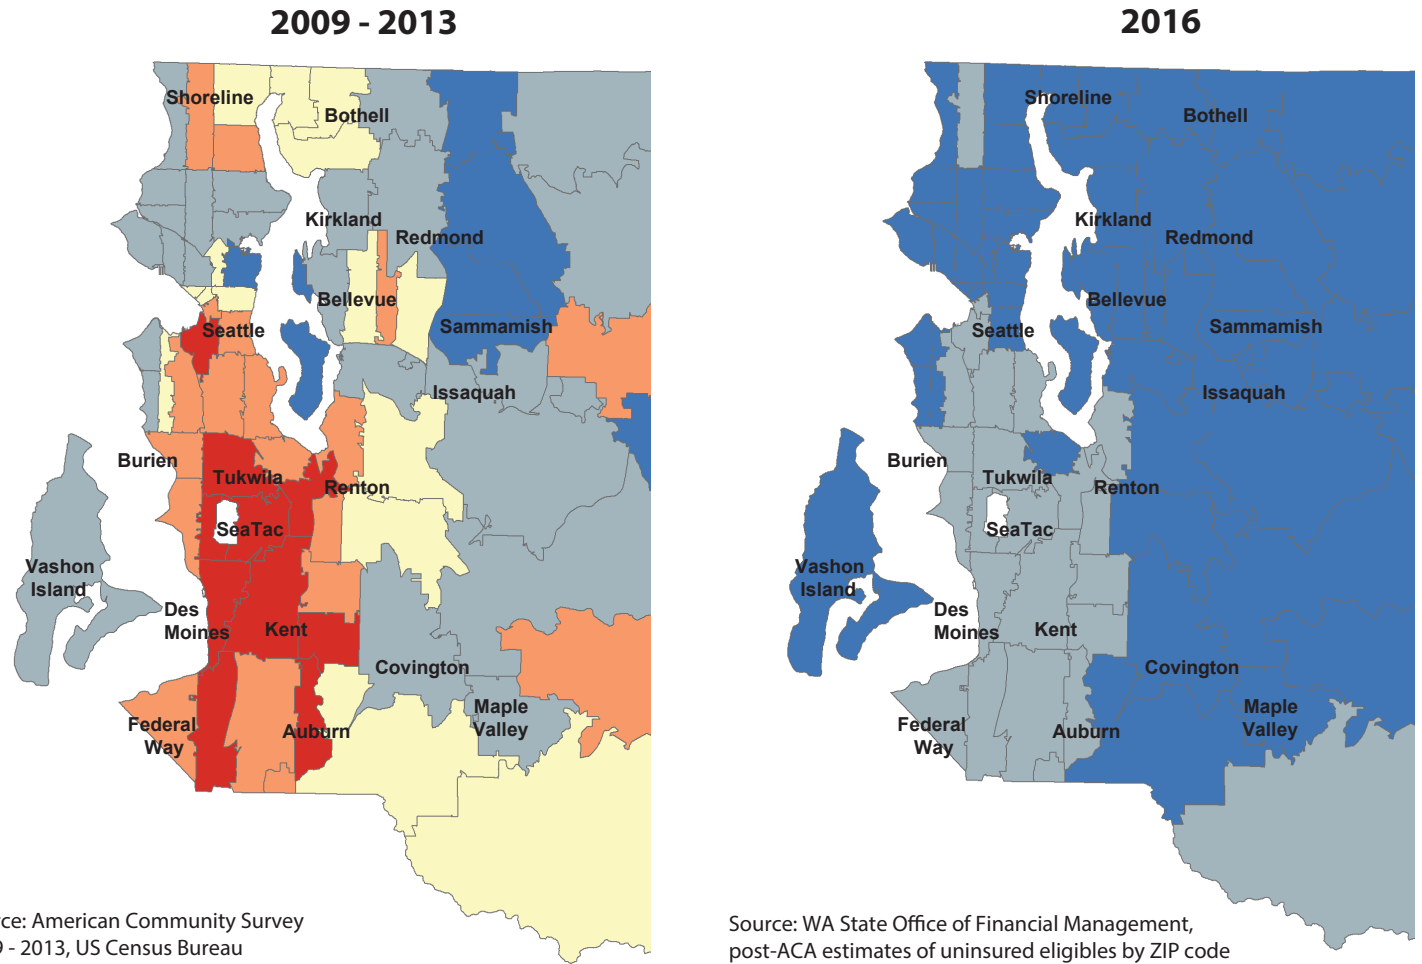 2009 - 2013
Shoreline
Bothell
Kirkland
Redmond
Bellevue
Seattle
Sammamish
Issaquah
Burien
Tukwila
Renton
SeaTac
Vashon
Island
Des
Moines
Kent
Covington
Maple
Valley
Federal
Way
Auburn
rce: American Community Survey
9 - 2013, US Census Bureau
2016
Shoreline
Bothell
Kirkland
Redmond
Bellevue
Seattle
Sammamish
Issaquah
Burien
Tukwila
Renton
SeaTac
Vashon
Island
Des
Moines
Kent
Covington
Maple
Valley
Federal
Way
Auburn
Source: WA State Office of Financial Management,
post-ACA estimates of uninsured eligibles by ZIP code